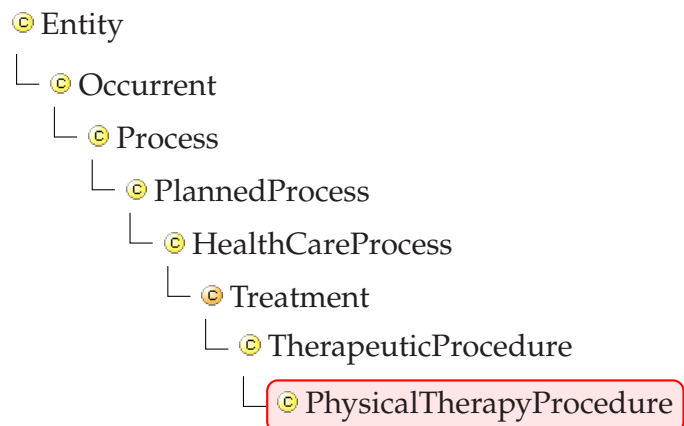 C Entity
C Occurrent
C Process
C PlannedProcess
C HealthCareProcess
C Treatment
C TherapeuticProcedure
C PhysicalTherapyProcedure